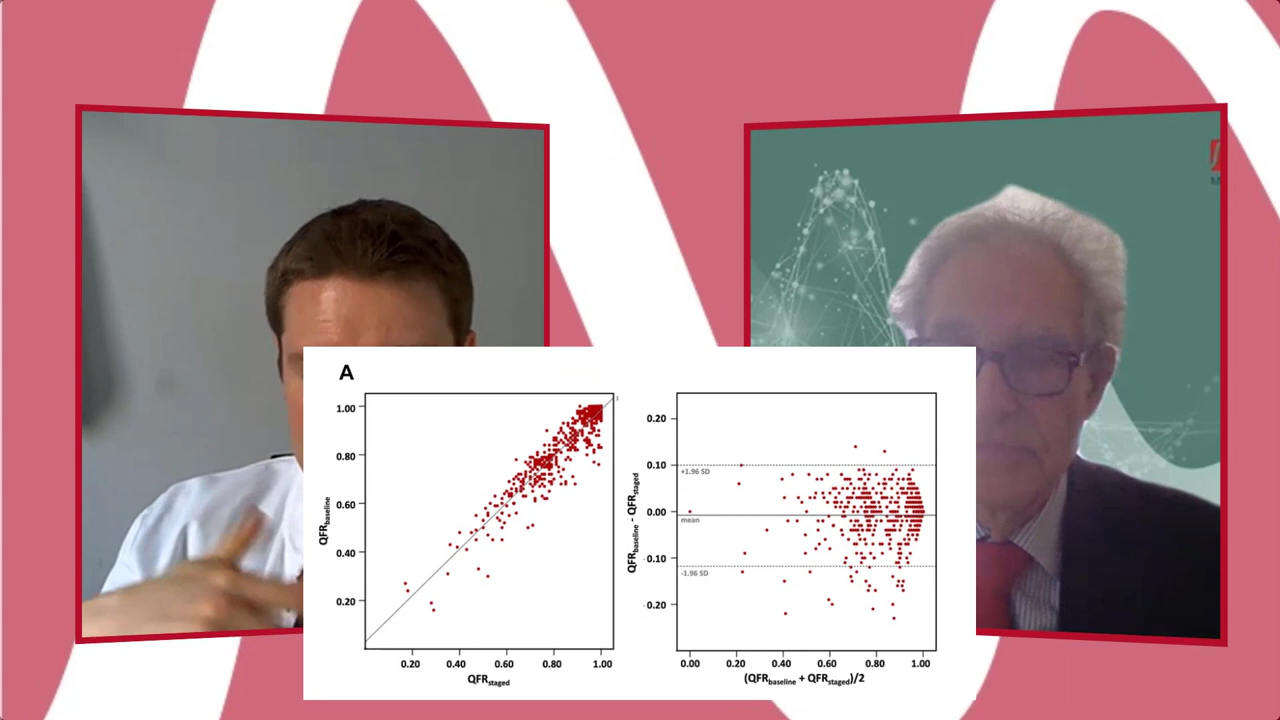 A
1.00
0.80
0.60
0.40
0.20
QFRbaseline
0.20 0.40 0.60 0.80 1.00
QFRstaged
0.20
0.10
0.00
-0.10
0.20
QFRbaseline - QFRstaged
+1.96 SD
mean
-1.96 SD
0.00 0.20 0.40 0.60 0.80 1.00
(QFRbaseline + QFRstaged)/2